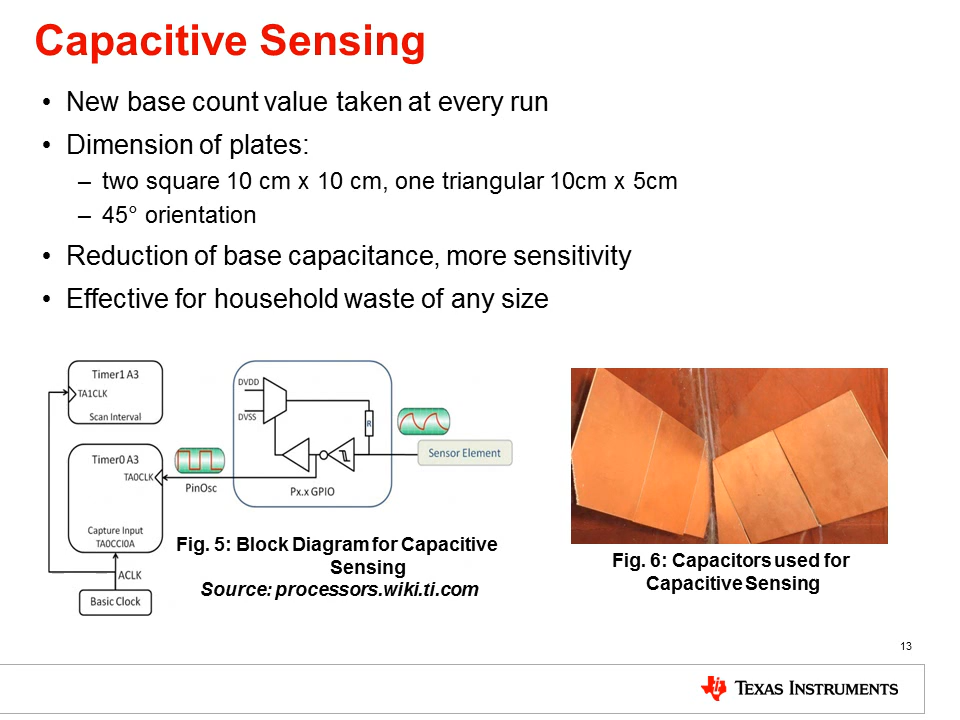 Capacitive Sensing
• New base count value taken at every run
• Dimension of plates:
– two square 10 cm x 10 cm, one triangular 10cm x 5cm
– 45° orientation
• Reduction of base capacitance, more sensitivity
• Effective for household waste of any size
Timer1 A3
TA1CLK
Scan Interval
Timer0 A3
TA0CLK
Capture Input
TA0CCI0A
ACLK
Basic Clock
PinOsc
DVDD
DVSS
R
Px.x GPIO
Sensor Element
Fig. 5: Block Diagram for Capacitive
Sensing
Source: processors.wiki.ti.com
Fig. 6: Capacitors used for
Capacitive Sensing
13
TEXAS INSTRUMENTS